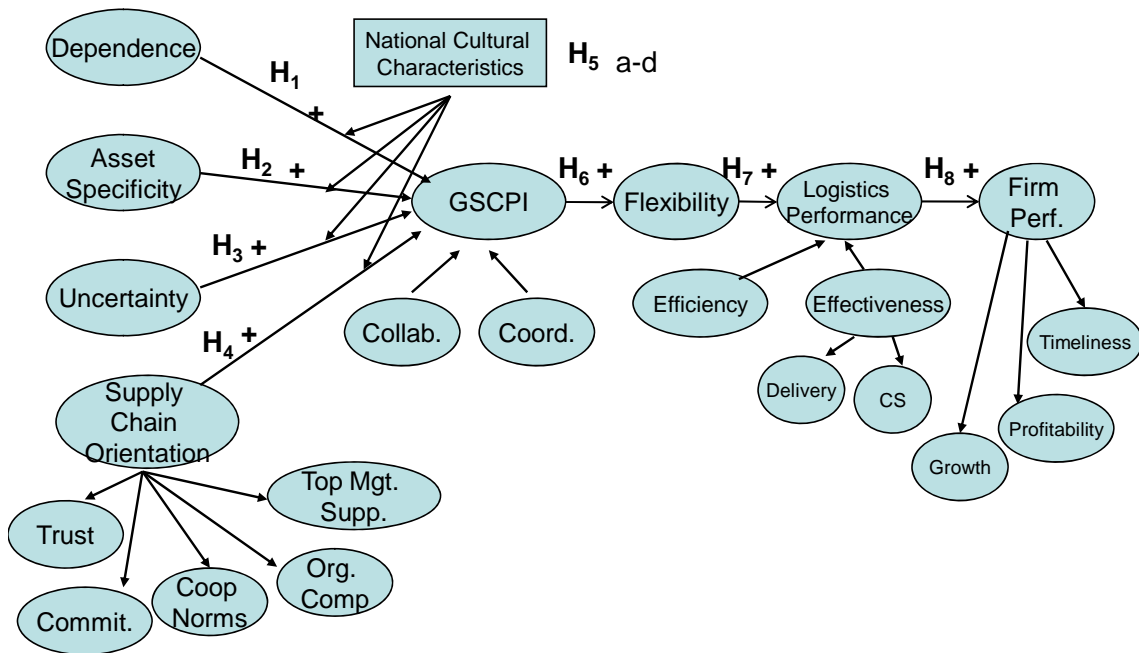 Dependence
National Cultural
Characteristics
H5 a-d
H1
+
Asset
Specificity
H2 +
GSCPI
H6 +
Flexibility
H7 +
Logistics
Performance
H8 +
Firm
Perf.
H3 +
Uncertainty
H4 +
Collab.
Coord.
Efficiency
Effectiveness
Timeliness
Delivery
CS
Profitability
Growth
Supply
Chain
Orientation
Top Mgt.
Supp.
Trust
Org.
Comp
Coop
Norms
Commit.